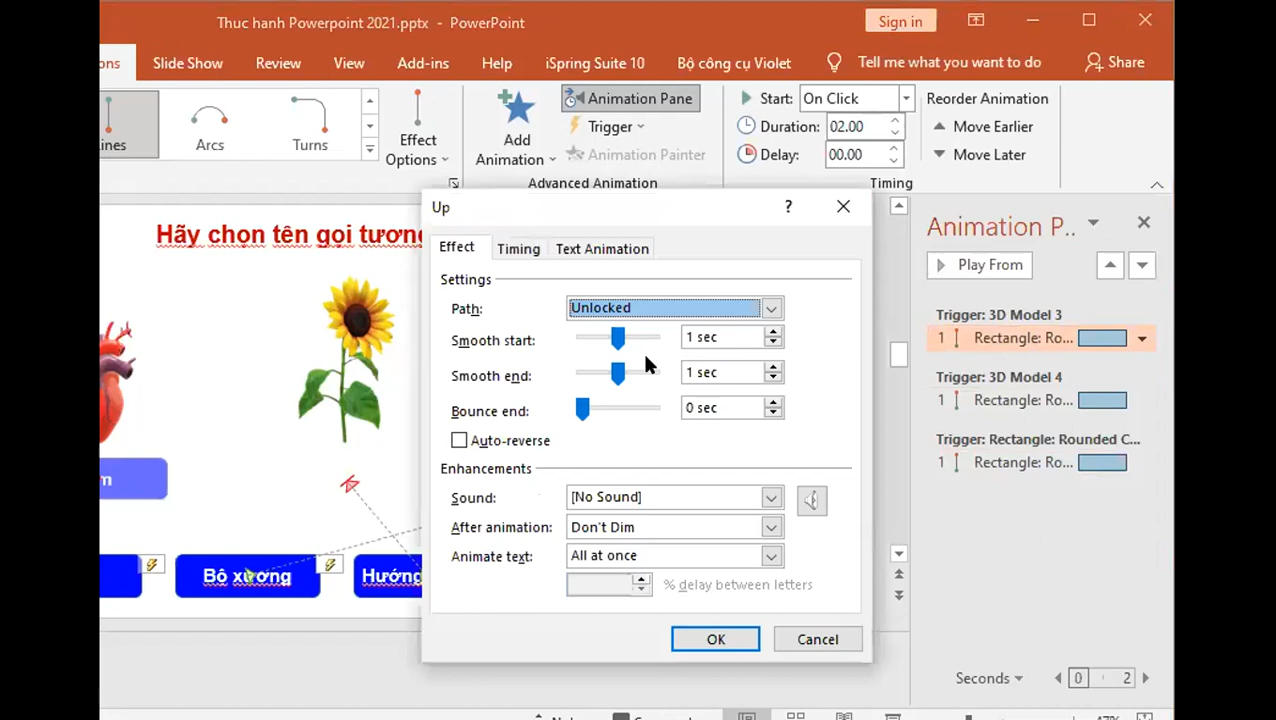 Thuc hanh Powerpoint 2021.pptx - PowerPoint
Sign in
ons
Slide Show
Review
View
Add-ins
Help
iSpring Suite 10
Bộ công cụ Violet
Tell me what you want to do
Share
ines
Arcs
Turns
Effect
Options
Add
Animation
Animation Pane
Trigger
Animation Painter
Advanced Animation
Start: On Click
Duration: 02.00
Delay: 00.00
Timing
Reorder Animation
Move Earlier
Move Later
Hãy chọn tên gọi tương
m
Bộ xương
Hướng
Up
?
Effect
Timing
Text Animation
Settings
Path: Unlocked
Smooth start: 1 sec
Smooth end: 1 sec
Bounce end: 0 sec
Auto-reverse
Enhancements
Sound: [No Sound]
After animation: Don't Dim
Animate text: All at once
% delay between letters
OK
Cancel
Animation P..
Play From
Trigger: 3D Model 3
1 Rectangle: Ro...
Trigger: 3D Model 4
1 Rectangle: Ro...
Trigger: Rectangle: Rounded C...
1 Rectangle: Ro...
Seconds
0
2